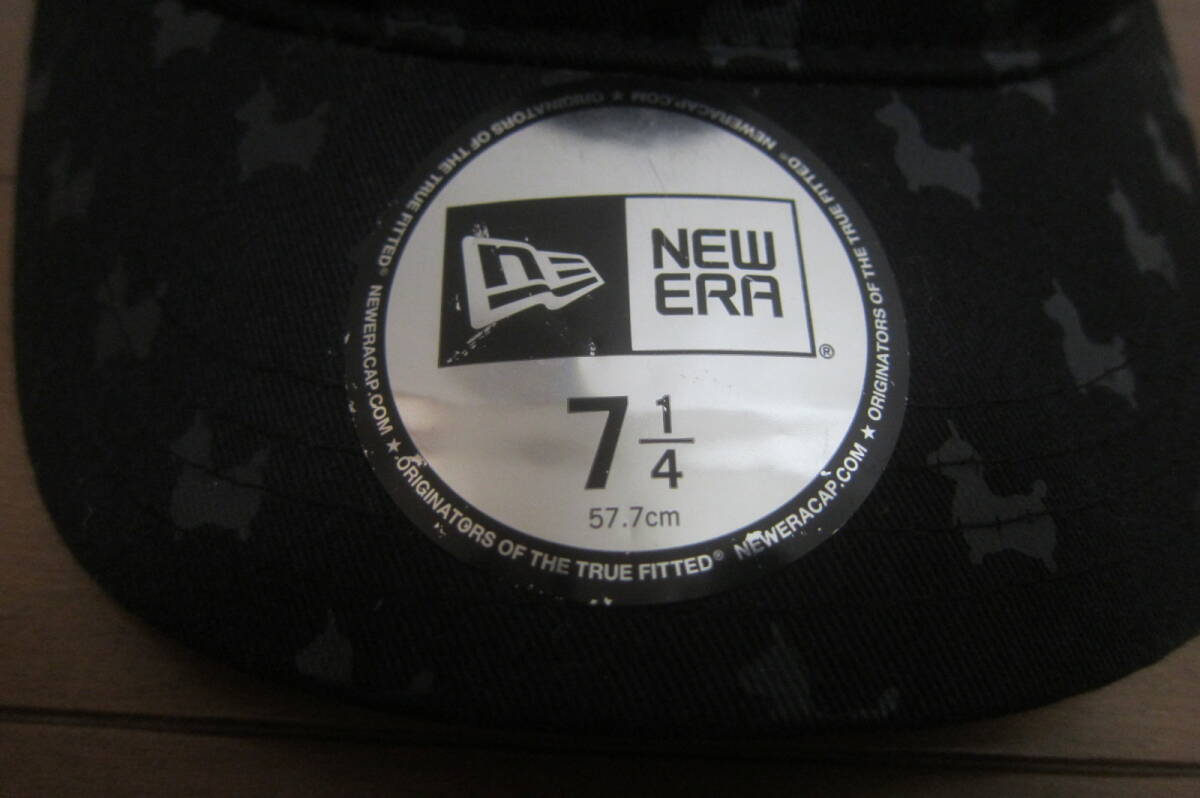 NEW
ERA
®
7 1/4
57.7cm
ORIGINATORS OF THE TRUE FITTED® NEWERACAP.COM ★ ORIGINATORS OF THE TRUE FITTED® NEWERACAP.COM ★ ORIGINATORS OF THE TRUE FITTED® NEWERACAP.COM ★